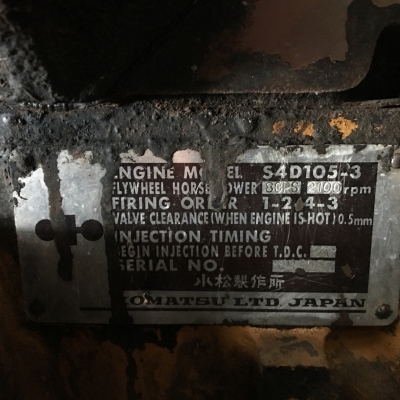 ENGINE MODEL S4D105-3
FLYWHEEL HORSEPOWER 80PS 2100 rpm
FIRING ORDER 1-2-4-3
VALVE CLEARANCE (WHEN ENGINE IS-HOT) 0.5mm
INJECTION TIMING
BEGIN INJECTION BEFORE T.D.C.
SERIAL NO.
小松製作所
KOMATSU LTD. JAPAN